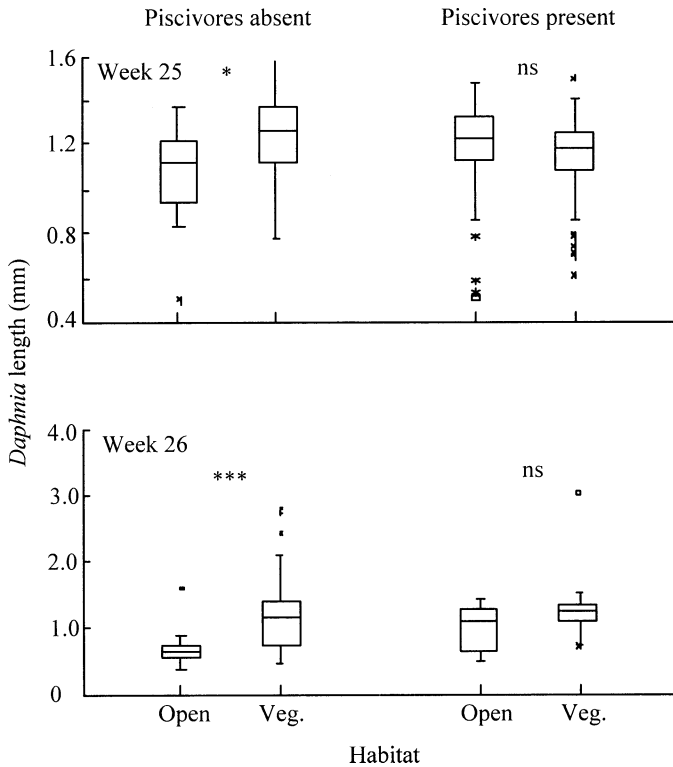 Piscivores absent Piscivores present
1.6
Week 25 * ns
1.2
0.8
0.4
Daphnia length (mm)
4.0
Week 26
*** ns
3.0
2.0
1.0
0
Open Veg. Open Veg.
Habitat